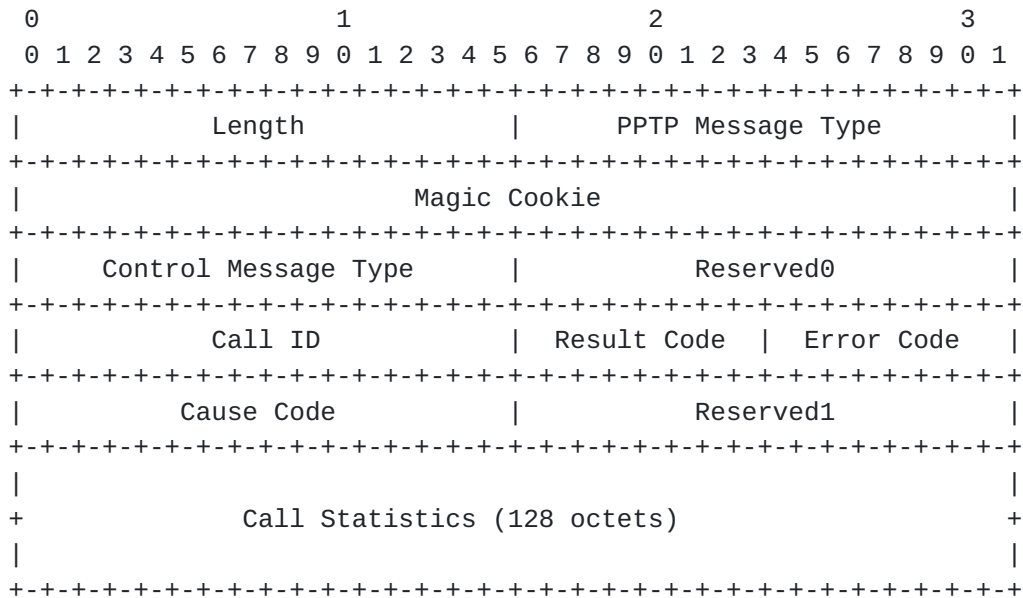 0                   1                   2                   3
 0 1 2 3 4 5 6 7 8 9 0 1 2 3 4 5 6 7 8 9 0 1 2 3 4 5 6 7 8 9 0 1
+-+-+-+-+-+-+-+-+-+-+-+-+-+-+-+-+-+-+-+-+-+-+-+-+-+-+-+-+-+-+-+-+
|            Length             |      PPTP Message Type        |
+-+-+-+-+-+-+-+-+-+-+-+-+-+-+-+-+-+-+-+-+-+-+-+-+-+-+-+-+-+-+-+-+
|                         Magic Cookie                          |
+-+-+-+-+-+-+-+-+-+-+-+-+-+-+-+-+-+-+-+-+-+-+-+-+-+-+-+-+-+-+-+-+
|     Control Message Type      |           Reserved0           |
+-+-+-+-+-+-+-+-+-+-+-+-+-+-+-+-+-+-+-+-+-+-+-+-+-+-+-+-+-+-+-+-+
|            Call ID            |  Result Code  |  Error Code   |
+-+-+-+-+-+-+-+-+-+-+-+-+-+-+-+-+-+-+-+-+-+-+-+-+-+-+-+-+-+-+-+-+
|          Cause Code           |           Reserved1           |
+-+-+-+-+-+-+-+-+-+-+-+-+-+-+-+-+-+-+-+-+-+-+-+-+-+-+-+-+-+-+-+-+
|                                                               |
+              Call Statistics (128 octets)                     +
|                                                               |
+-+-+-+-+-+-+-+-+-+-+-+-+-+-+-+-+-+-+-+-+-+-+-+-+-+-+-+-+-+-+-+-+